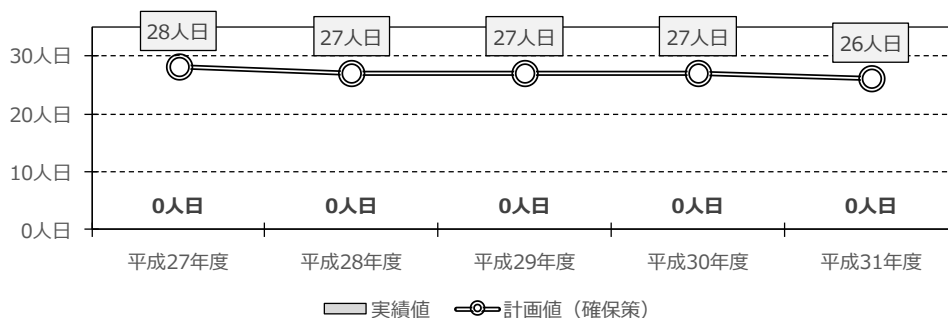 28人日 27人日 27人日 27人日 26人日
30人日
20人日
10人日
0人日 0人日 0人日 0人日 0人日
0人日
平成27年度 平成28年度 平成29年度 平成30年度 平成31年度
実績値 計画値（確保策）